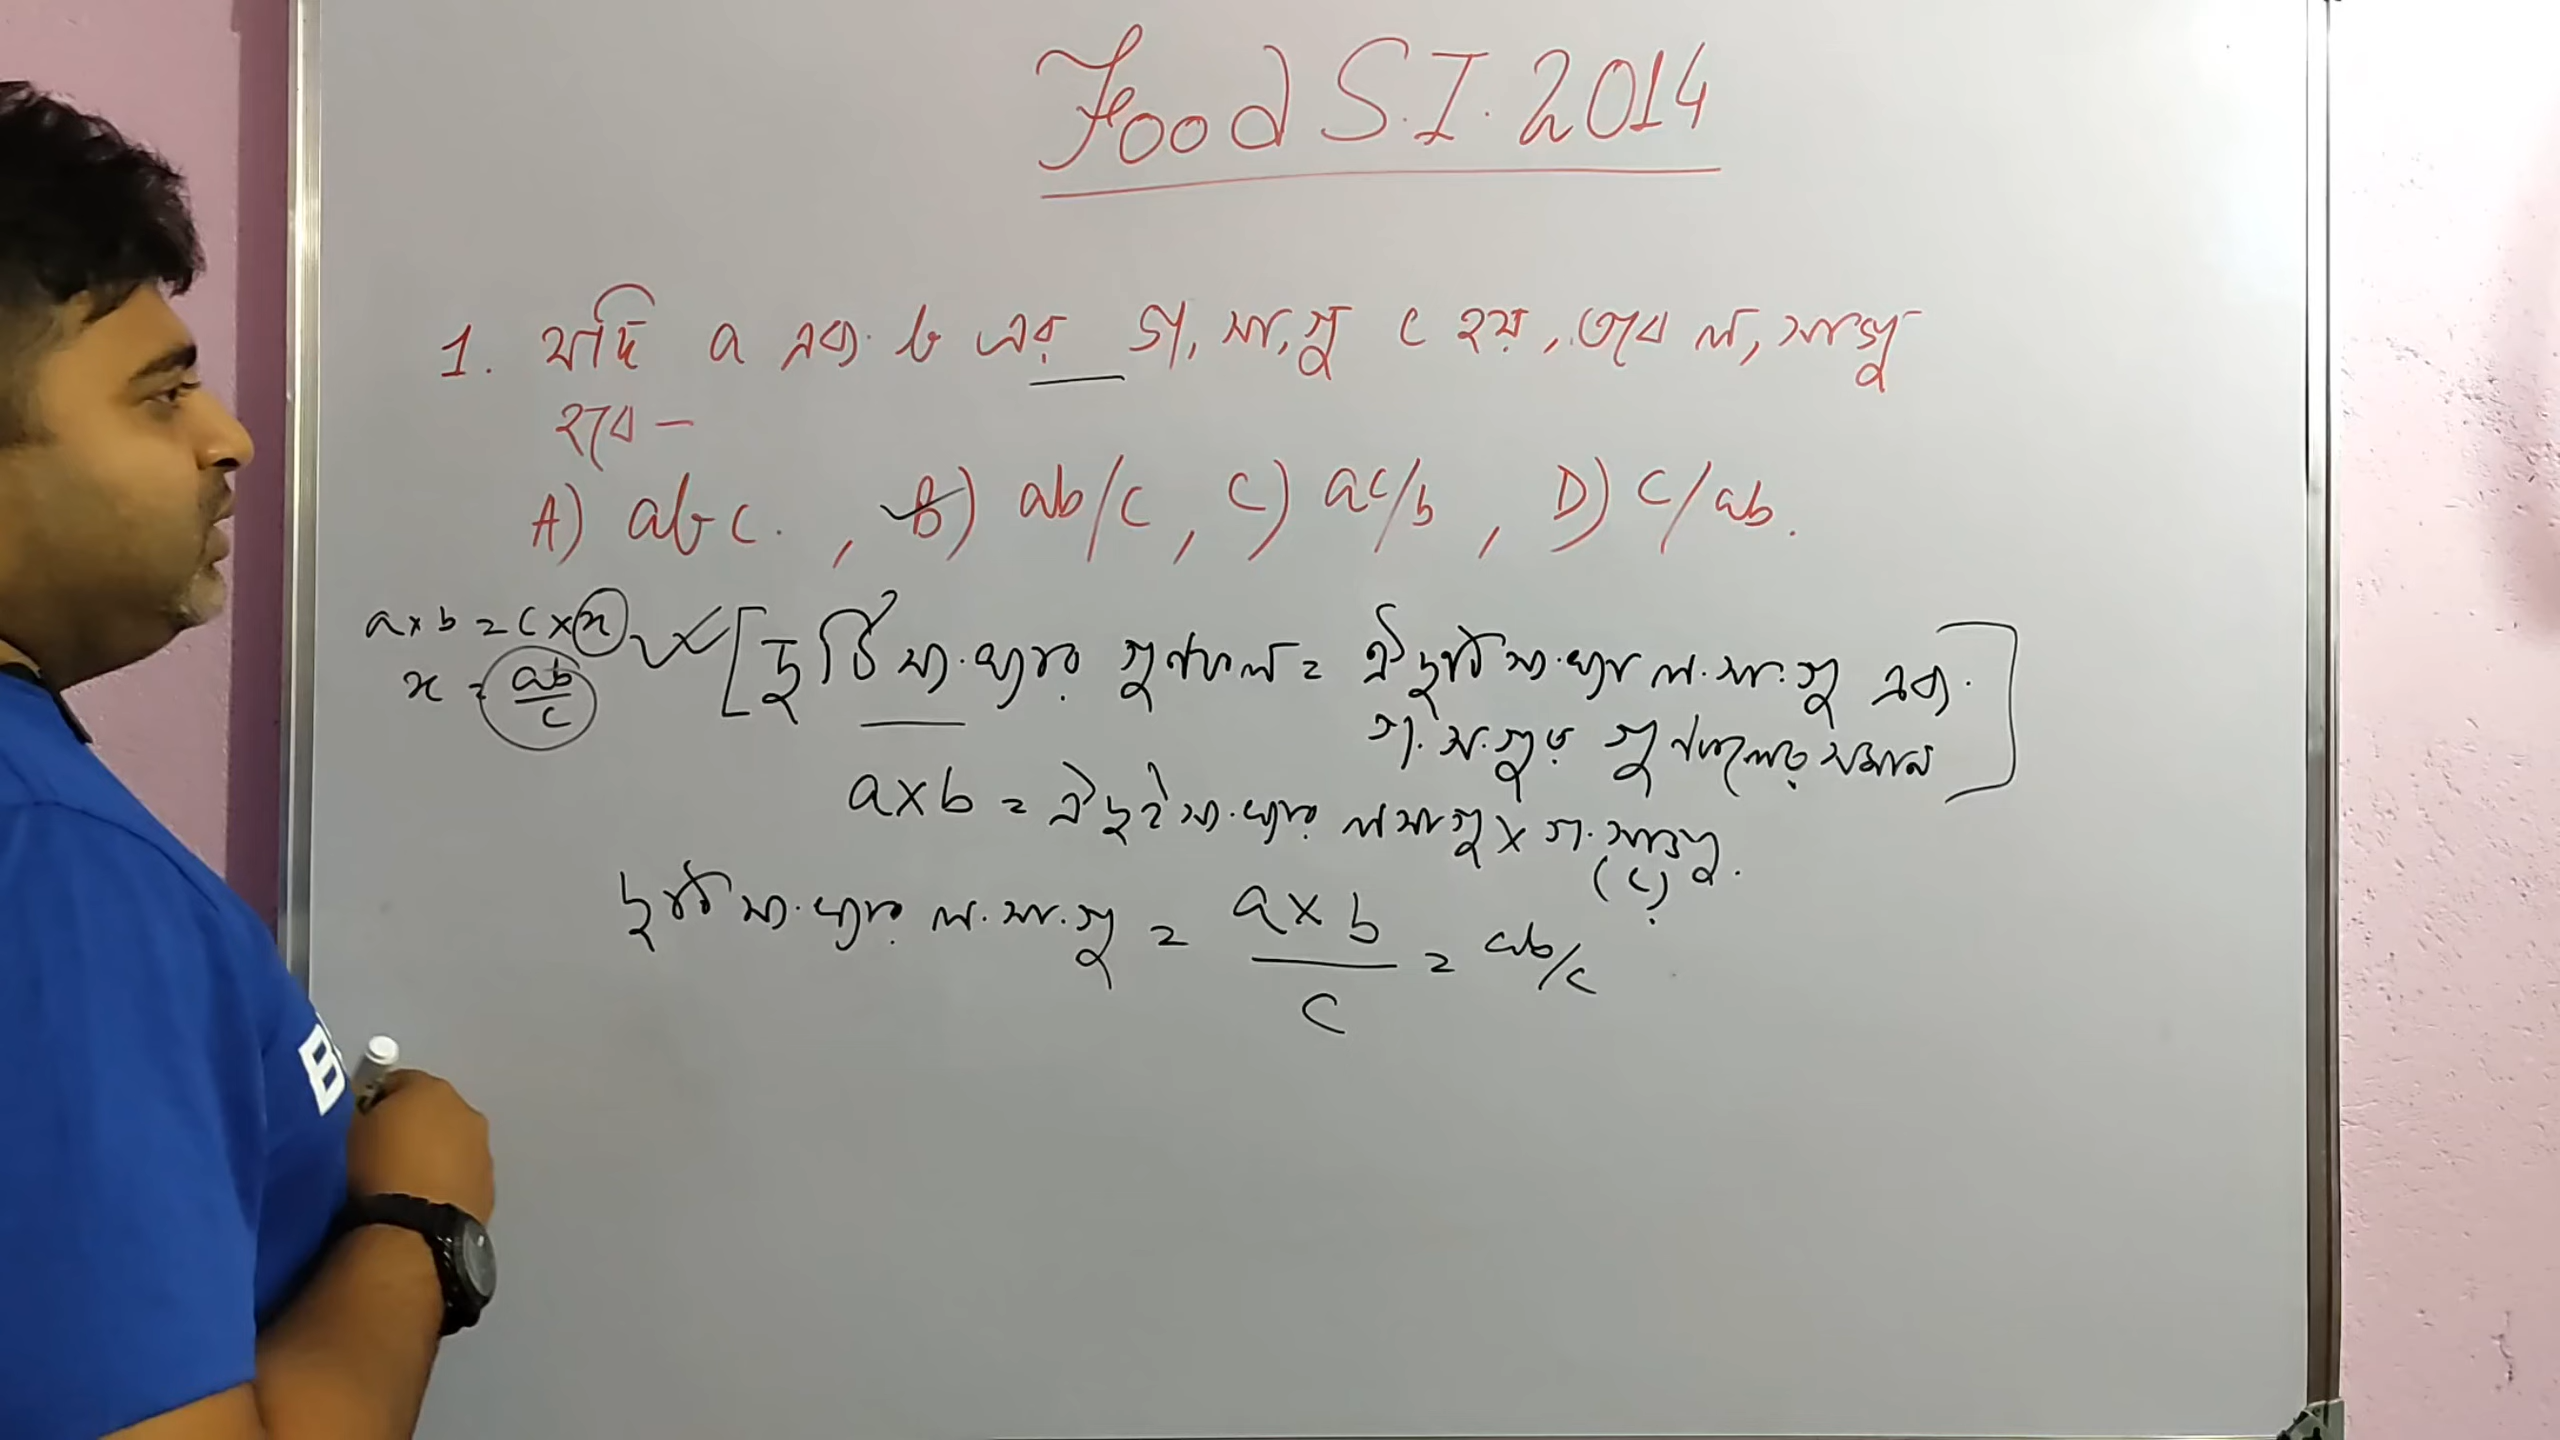 Food S.I. 2014
1. যদি a এবং b এর গ, সা, গু c হয়, তবে ল, সাগু
হবে -
A) abc. , B) ab/c , C) ac/b , D) c/ab.
a x b = c x x
x = ab/c
[দুটি সংখ্যার গুণফল = ঐ দুটি সংখ্যার ল.সা.গু এবং
গ.সা.গুর গুণফলের সমান]
a x b = ঐ দুই সংখ্যার লসাগু x গ.সাগু.
(c)
দুটি সংখ্যার ল.সা.গু = a x b / c = ab/c
B